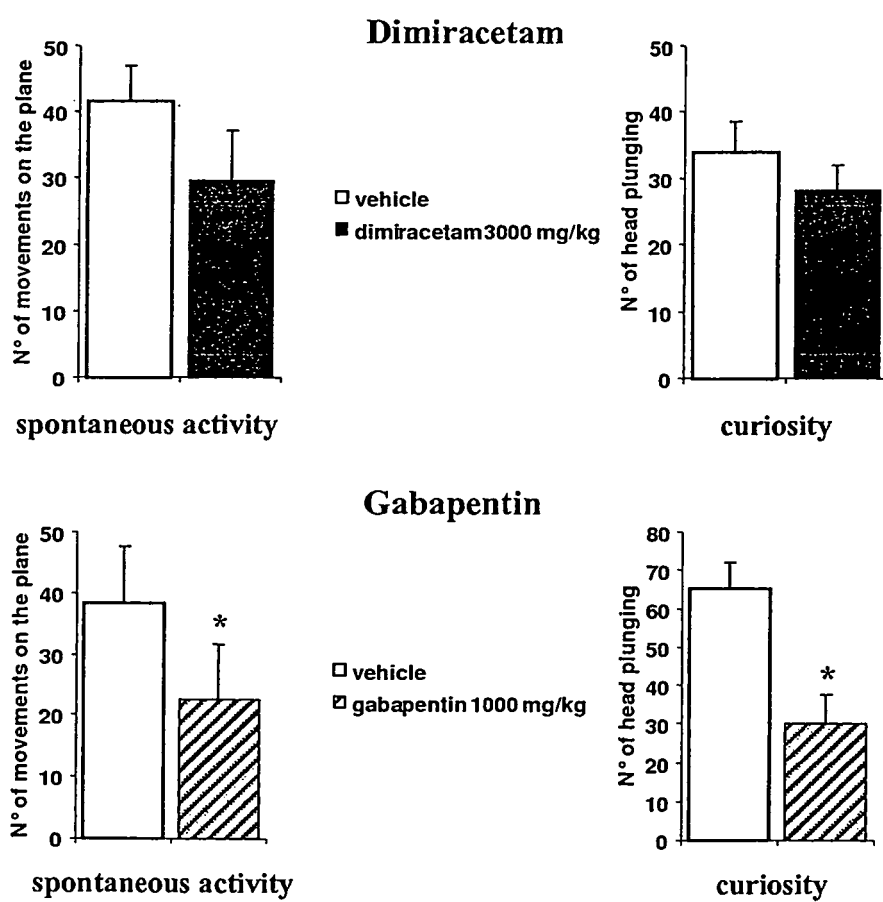 Dimiracetam
N° of movements on the plane
50
40
30
20
10
0
spontaneous activity
vehicle
dimiracetam3000 mg/kg
N° of head plunging
50
40
30
20
10
0
curiosity
Gabapentin
N° of movements on the plane
50
40
30
20
10
0
*
spontaneous activity
vehicle
gabapentin 1000 mg/kg
N° of head plunging
80
70
60
50
40
30
20
10
0
*
curiosity